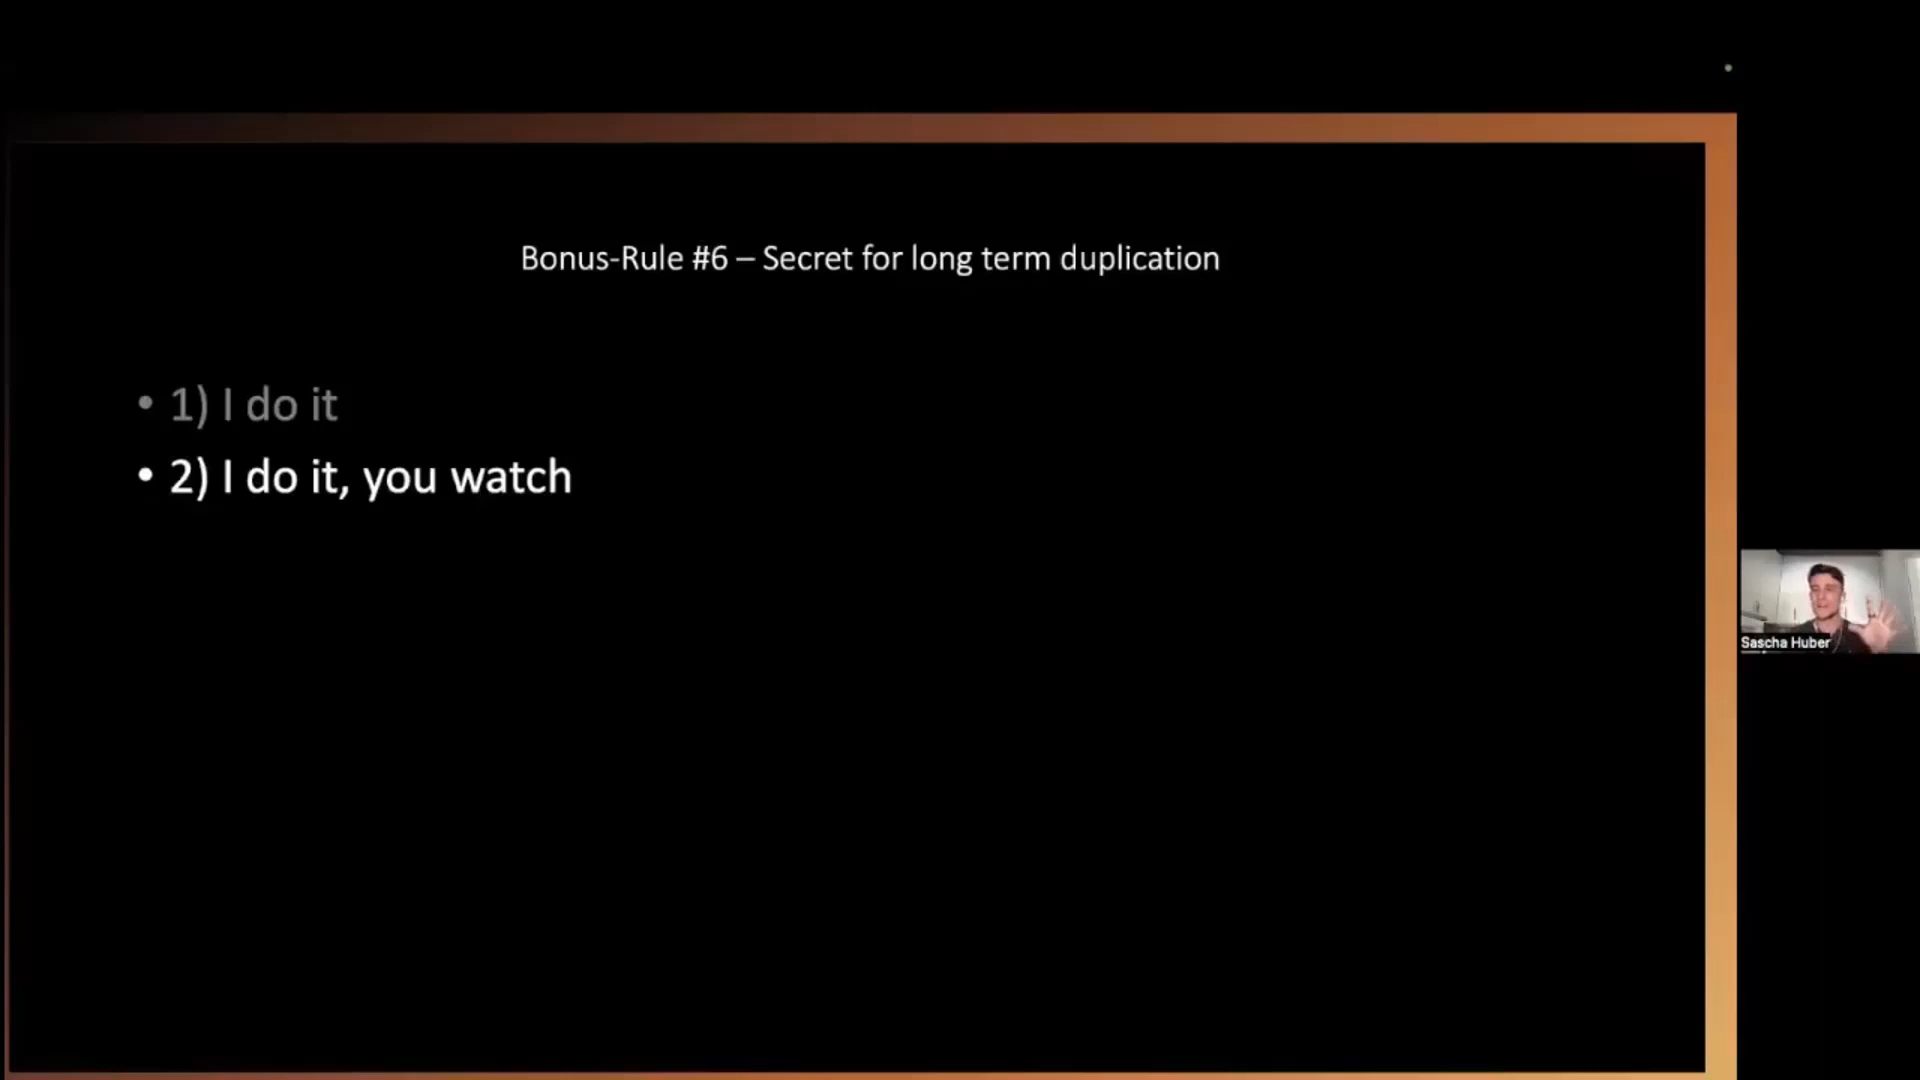 Bonus-Rule #6 – Secret for long term duplication
• 1) I do it
• 2) I do it, you watch
Sascha Huber